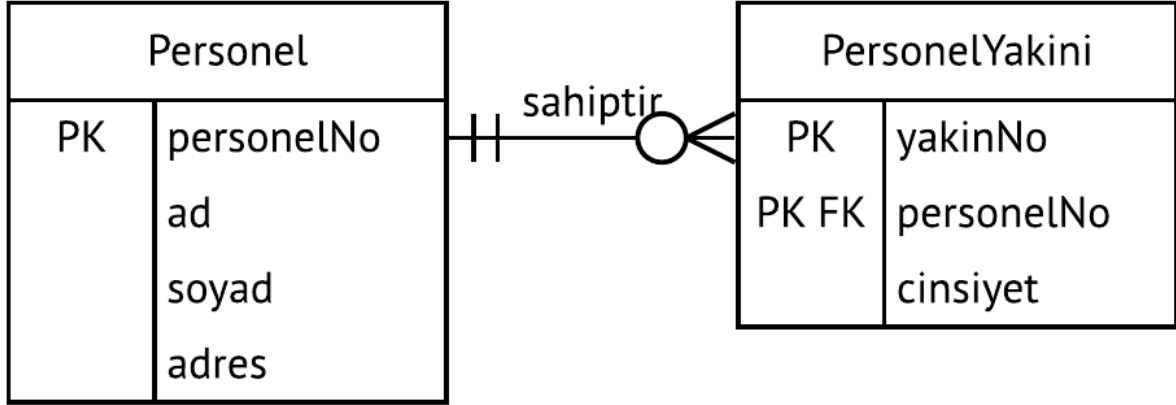 Personel
PK personelNo
ad
soyad
adres
sahiptir
PersonelYakini
PK yakinNo
PK FK personelNo
cinsiyet